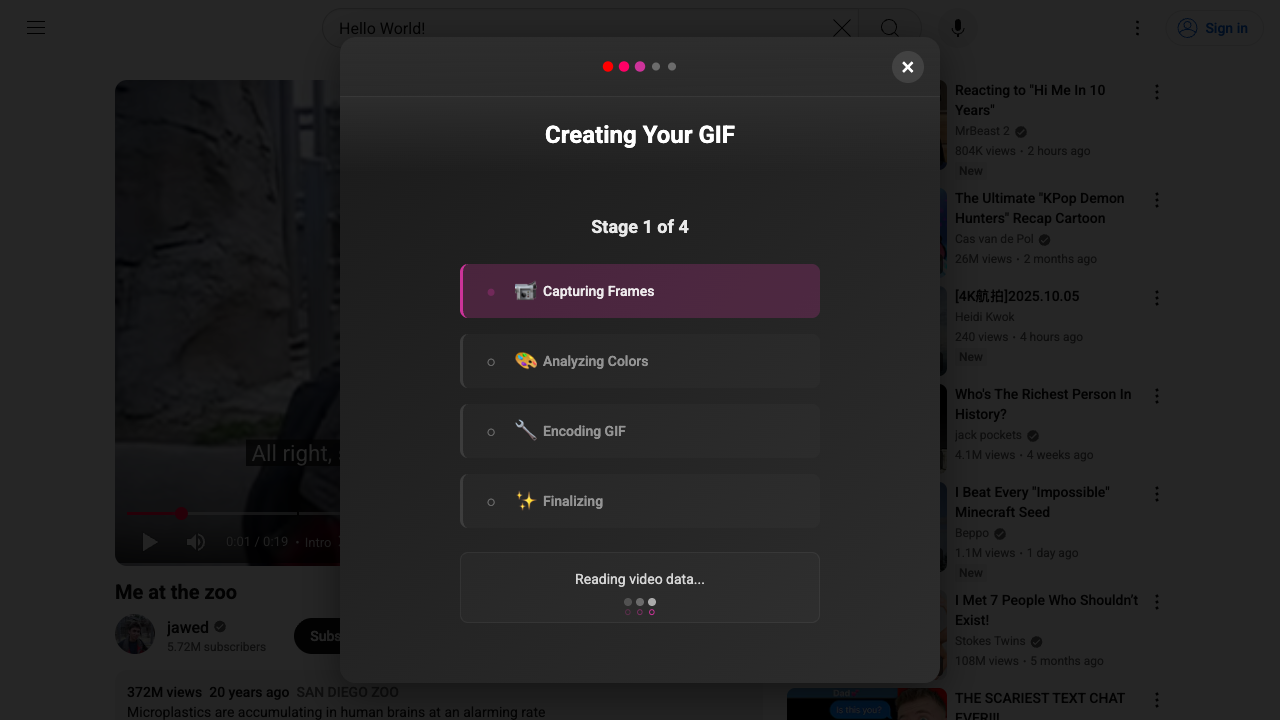 Hello World!
Sign in
Creating Your GIF
Stage 1 of 4
Capturing Frames
Analyzing Colors
Encoding GIF
Finalizing
Reading video data...
All right,
0:01 / 0:19 • Intro
Me at the zoo
jawed
5.72M subscribers
Subs
372M views 20 years ago SAN DIEGO ZOO
Microplastics are accumulating in human brains at an alarming rate
Reacting to "Hi Me In 10
Years"
MrBeast 2
804K views • 2 hours ago
New
The Ultimate "KPop Demon
Hunters" Recap Cartoon
Cas van de Pol
26M views • 2 months ago
[4K航拍]2025.10.05
Heidi Kwok
240 views • 4 hours ago
New
Who's The Richest Person In
History?
jack pockets
4.1M views • 4 weeks ago
I Beat Every "Impossible"
Minecraft Seed
Beppo
1.1M views • 1 day ago
New
I Met 7 People Who Shouldn't
Exist!
Stokes Twins
108M views • 5 months ago
THE SCARIEST TEXT CHAT
EVER!!!
Dad
is this you?